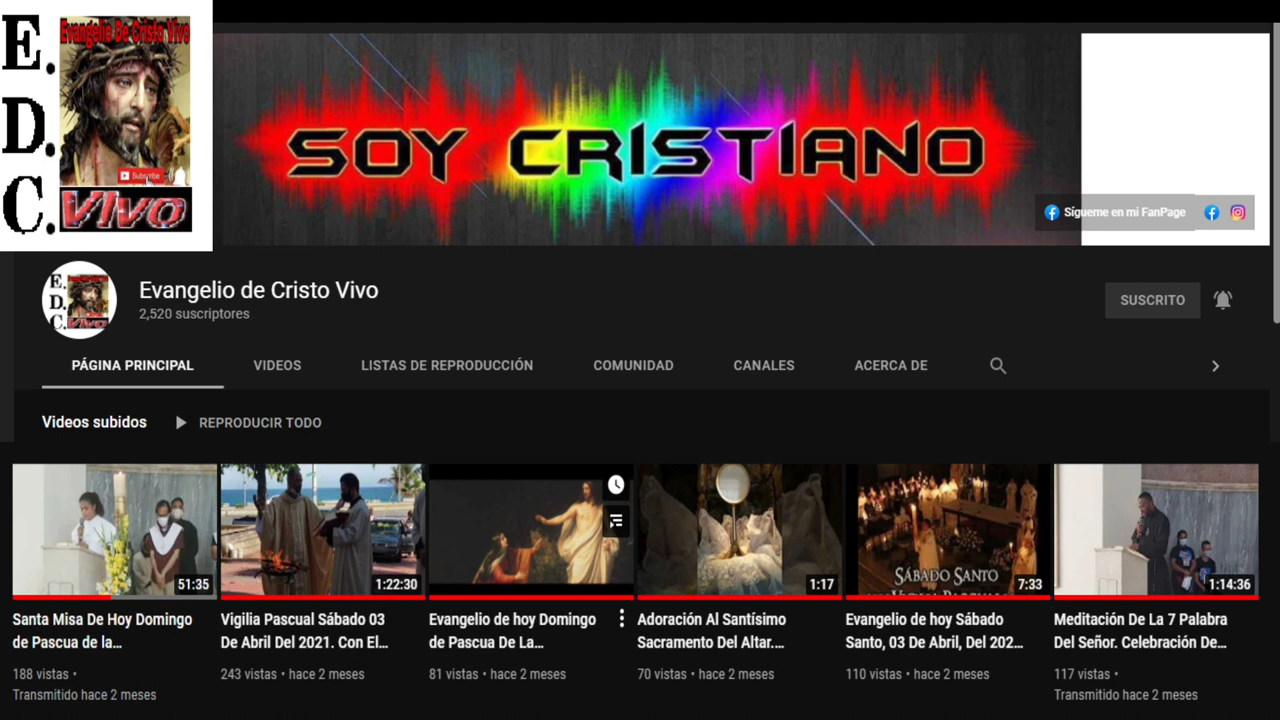 E.
D.
C.
Evangelio De Cristo Vivo
Subscribe
Vivo
SOY CRISTIANO
Sígueme en mi FanPage
E.
D.
C.
Vivo
Evangelio de Cristo Vivo
2,520 suscriptores
SUSCRITO
PÁGINA PRINCIPAL
VIDEOS
LISTAS DE REPRODUCCIÓN
COMUNIDAD
CANALES
ACERCA DE
Videos subidos
REPRODUCIR TODO
51:35
1:22:30
1:17
SÁBADO SANTO
7:33
1:14:36
Santa Misa De Hoy Domingo
de Pascua de la...
188 vistas •
Transmitido hace 2 meses
Vigilia Pascual Sábado 03
De Abril Del 2021. Con El...
243 vistas • hace 2 meses
Evangelio de hoy Domingo
de Pascua De La...
81 vistas • hace 2 meses
Adoración Al Santísimo
Sacramento Del Altar....
70 vistas • hace 2 meses
Evangelio de hoy Sábado
Santo, 03 De Abril, Del 202...
110 vistas • hace 2 meses
Meditación De La 7 Palabra
Del Señor. Celebración De...
117 vistas •
Transmitido hace 2 meses